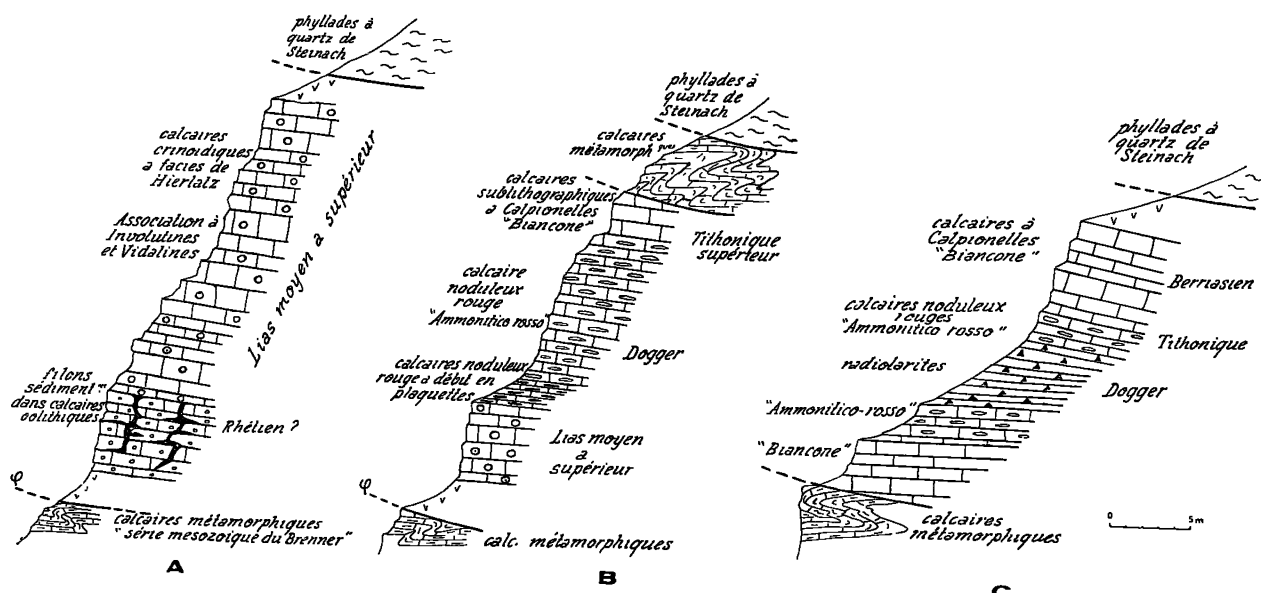 phyllades à
quartz de
Steinach
calcaires
crinoïdiques
a facies de
Hierlatz
Association à
Involutines
et Vidalines
Lias moyen a supérieur
filons
sédiment.res
dans calcaires
oolithiques
Rhétien ?
φ
calcaires métamorphiques
"série mesozoïque du Brenner"
A
phyllades à
quartz de
Steinach
calcaires
métamorph.ques
calcaires
sublithographiques
à Calpionelles
"Biancone"
Tithonique
supérieur
calcaire
noduleux
rouge
"Ammonitico rosso"
Dogger
calcaires noduleux
rouge a débit en
plaquettes
Lias moyen
a
supérieur
φ
calc. métamorphiques
B
phyllades à
quartz de
Steinach
calcaires à
Calpionelles
"Biancone"
Berriasien
calcaires noduleux
rouges
"Ammonitico rosso"
Tithonique
radiolarites
Dogger
"Ammonitico-rosso"
"Biancone"
φ
calcaires
métamorphiques
0 5m
C